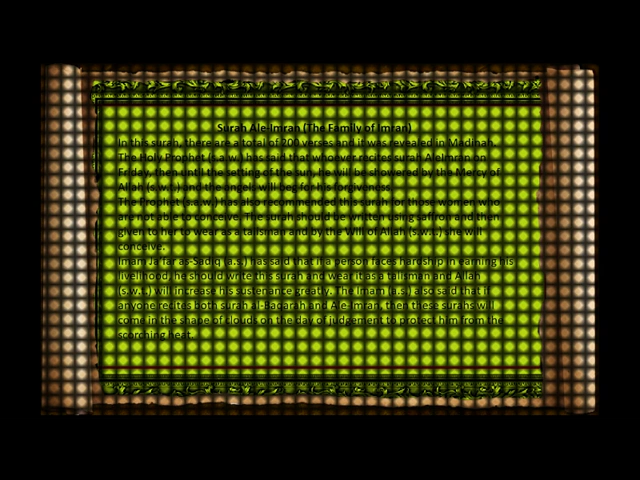 Surah Ale-Imran (The Family of Imran)
In this surah, there are a total of 200 verses and it was revealed in Madinah.
The Holy Prophet (s.a.w.) has said that whoever recites surah AleImran on
Friday, then until the setting of the sun, he will be showered by the Mercy of
Allah (s.w.t.) and the angels will beg for his forgiveness.
The Prophet (s.a.w.) has also recommended this surah for those women who
are not able to conceive. The surah should be written using saffron and then
given to her to wear as a talisman and by the Will of Allah (s.w.t.) she will
conceive.
Imam Ja'far as-Sadiq (a.s.) has said that if a person faces hardship in earning his
livelihood, he should write this surah and wear it as a talisman and Allah
(s.w.t.) will increase his sustenance greatly. The Imam (a.s.) also said that if
anyone recites both surah al-Baqarah and Ale-Imran, then these surahs will
come in the shape of clouds on the day of judgement to protect him from the
scorching heat.